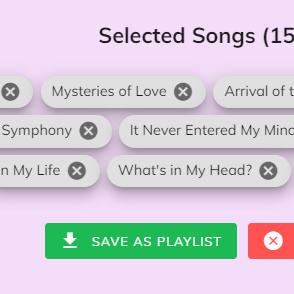 Selected Songs (15
Mysteries of Love Arrival of t
Symphony It Never Entered My Mind
n My Life What's in My Head?
SAVE AS PLAYLIST